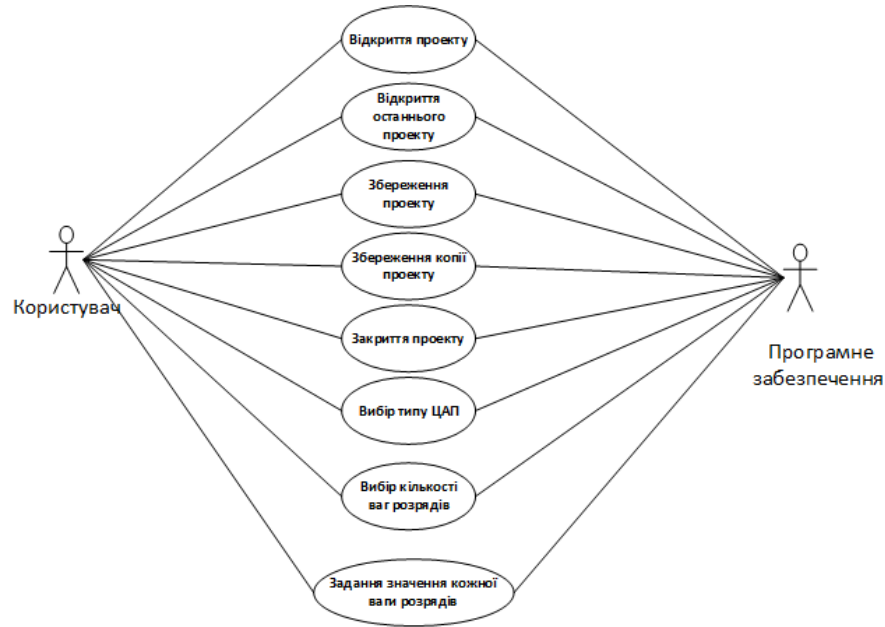 Відкриття проекту
Відкриття
останнього
проекту
Збереження
проекту
Збереження копії
проекту
Закриття проекту
Вибір типу ЦАП
Вибір кількості
ваг розрядів
Задання значення кожної
ваги розрядів
Користувач
Програмне
забезпечення